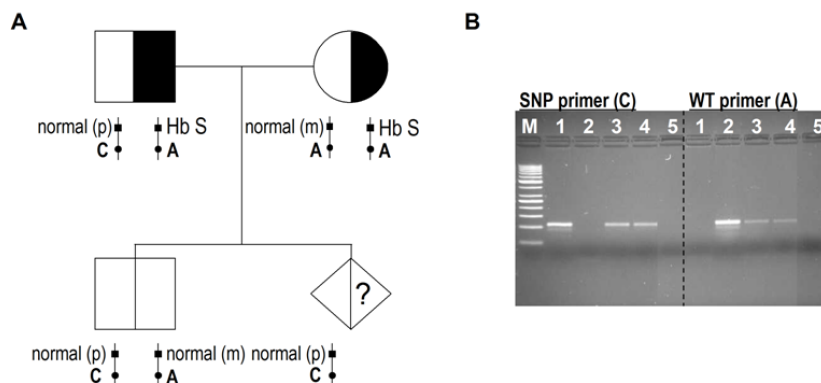 A
normal (p) Hb S
C A
normal (m) Hb S
A A
?
normal (p) normal (m)
C A
normal (p)
C
B
SNP primer (C) WT primer (A)
M 1 2 3 4 5 1 2 3 4 5